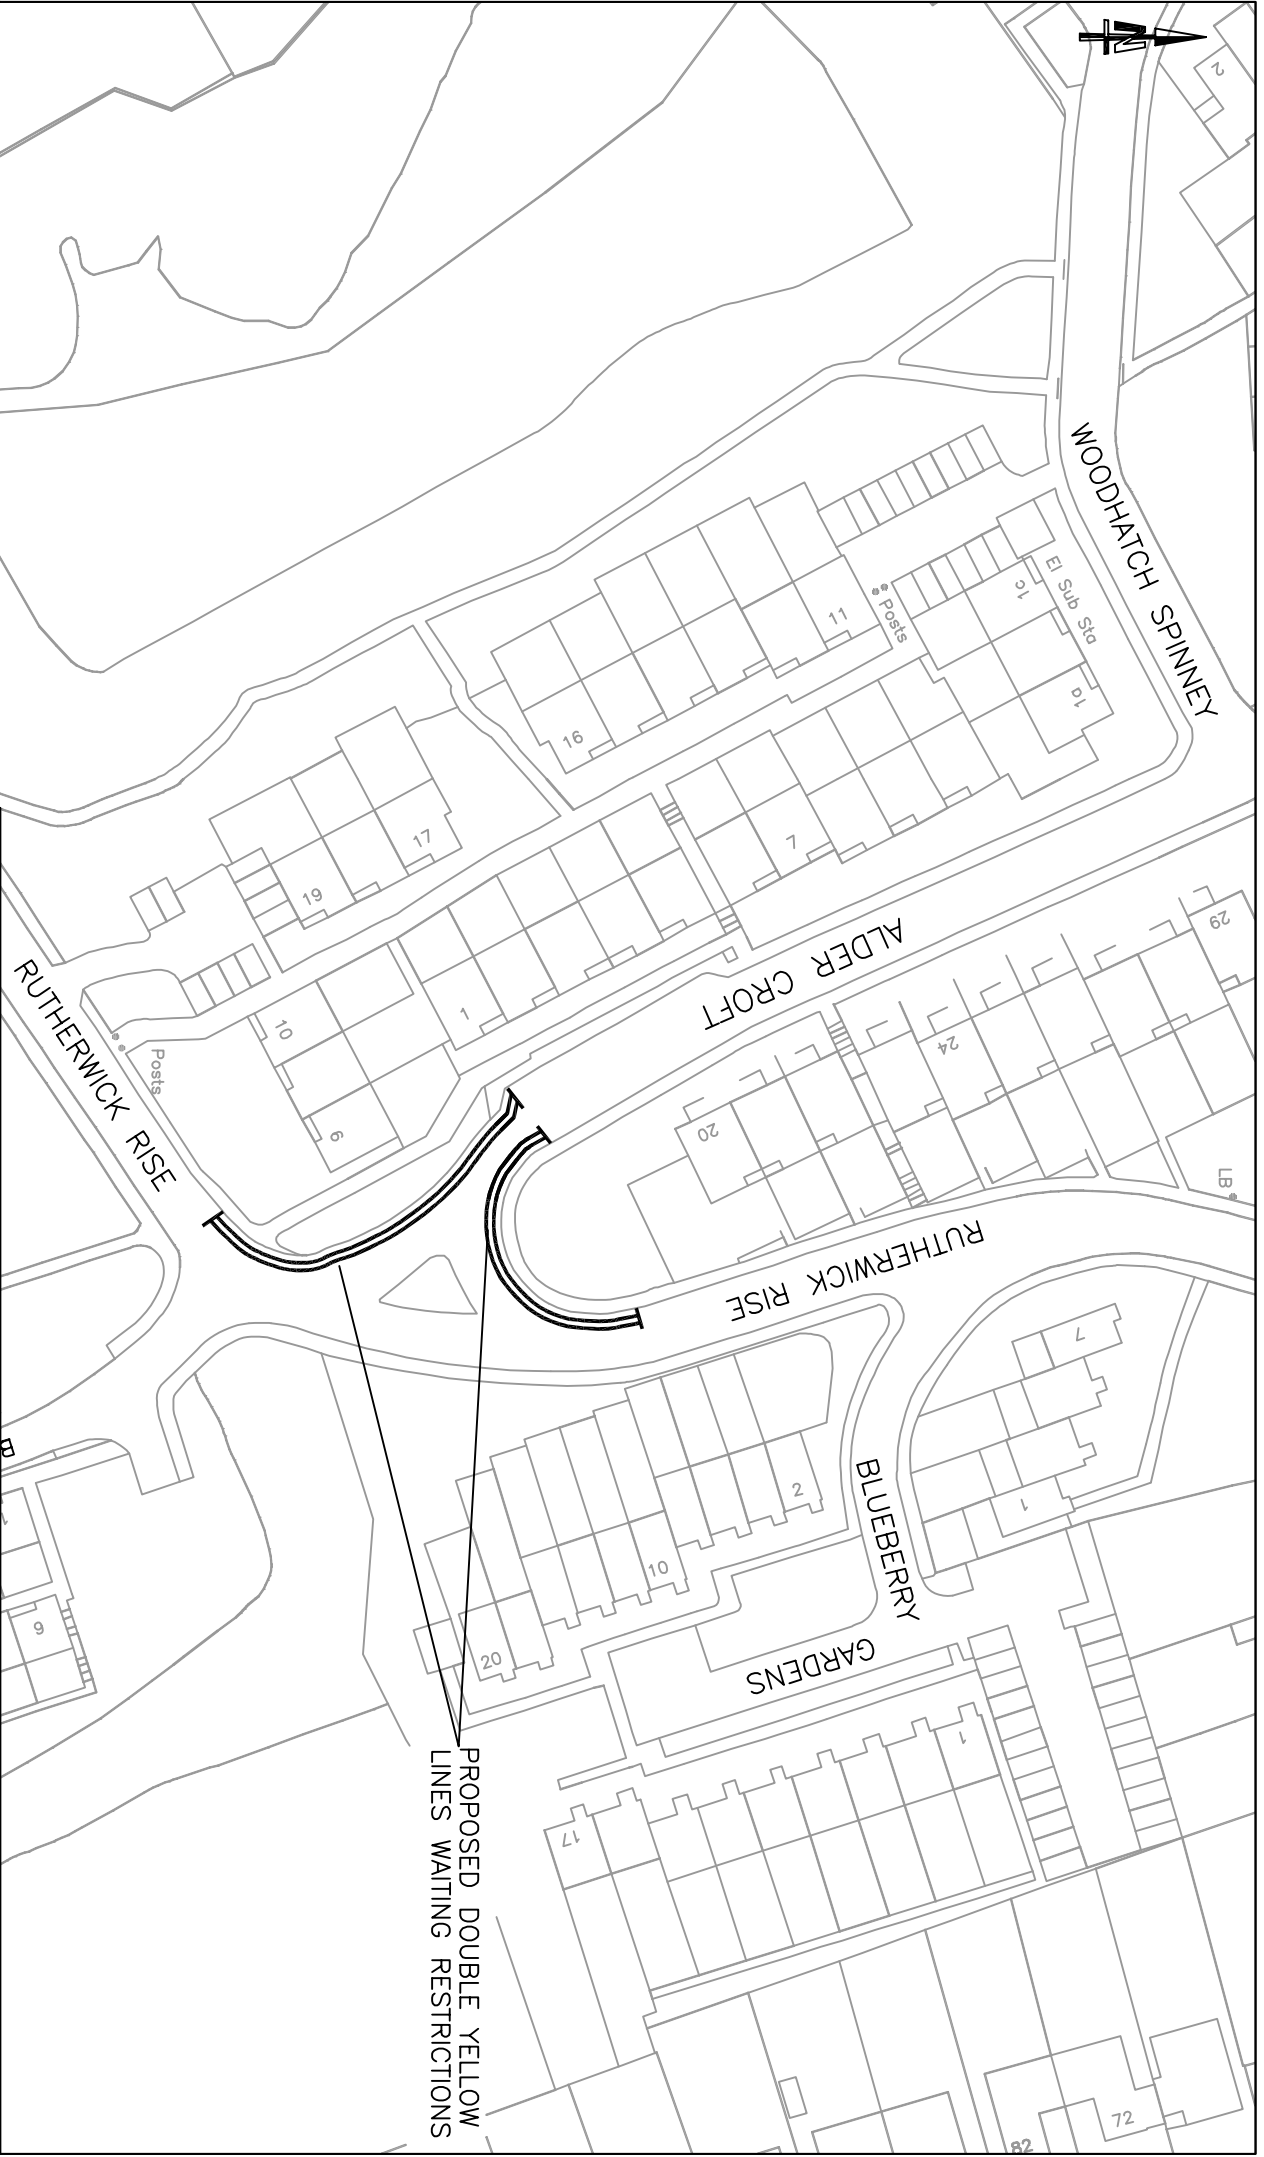 N
2
WOODHATCH SPINNEY
El Sub Sta
1c
1a
Posts
11
16
7
17
19
1
10
6
Posts
RUTHERWICK RISE
ALDER CROFT
29
24
20
LB
RUTHERWICK RISE
7
1
BLUEBERRY
GARDENS
2
10
20
1
17
9
B
72
82
PROPOSED DOUBLE YELLOW
LINES WAITING RESTRICTIONS